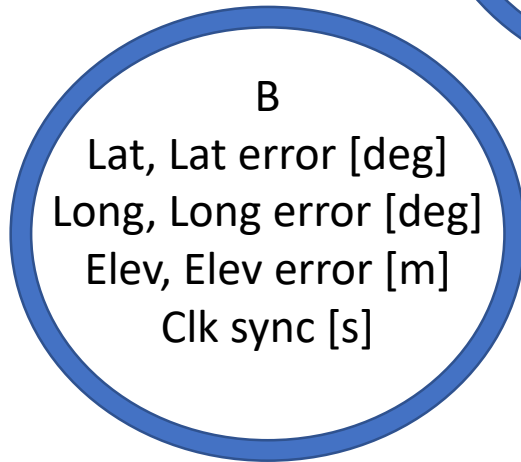 B
Lat, Lat error [deg]
Long, Long error [deg]
Elev, Elev error [m]
Clk sync [s]